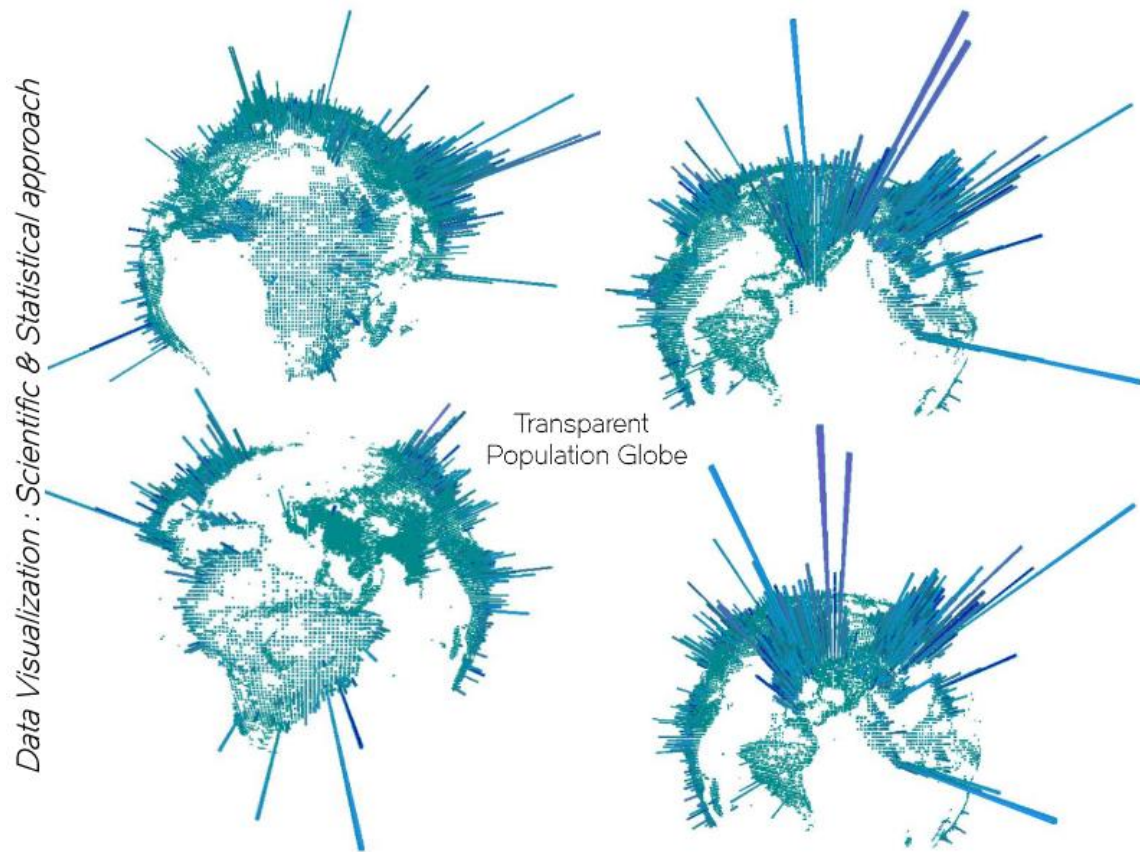 Data Visualization : Scientific & Statistical approach
Transparent
Population Globe